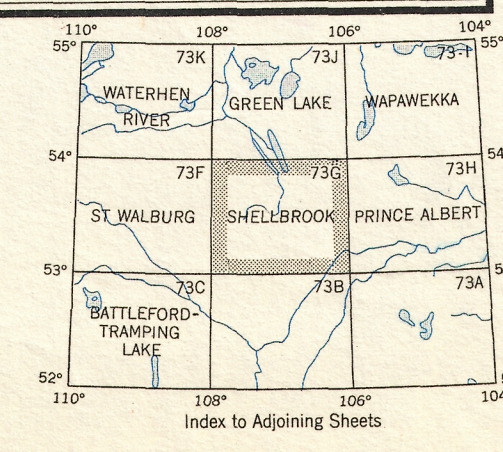 110° 108° 106° 104°
55° 55°
73K 73J 73-I
WATERHEN GREEN LAKE WAPAWEKKA
RIVER
54° 54
73F 73G 73H
ST WALBURG SHELLBROOK PRINCE ALBERT
53° 5
73C 73B 73A
BATTLEFORD-
TRAMPING
LAKE
52°
110° 108° 106° 104
Index to Adjoining Sheets